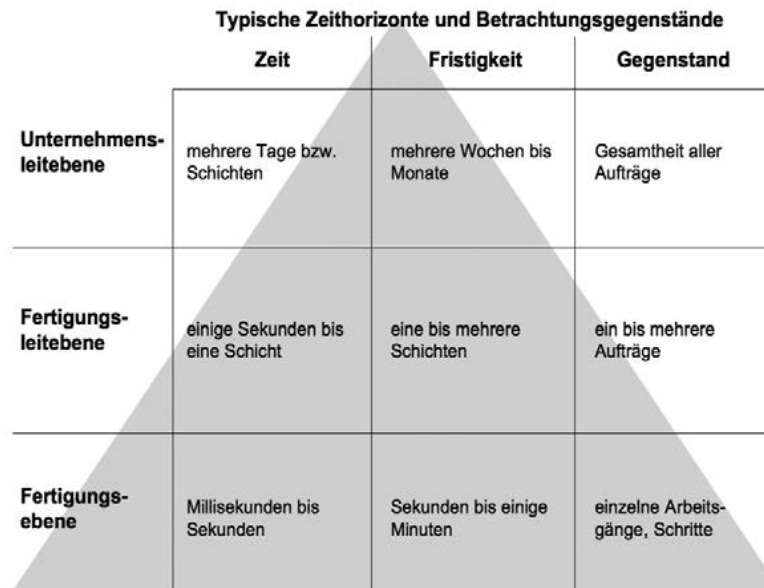 Typische Zeithorizonte und Betrachtungsgegenstände
Zeit Fristigkeit Gegenstand
Unternehmens-
leitebene
mehrere Tage bzw.
Schichten
mehrere Wochen bis
Monate
Gesamtheit aller
Aufträge
Fertigungs-
leitebene
einige Sekunden bis
eine Schicht
eine bis mehrere
Schichten
ein bis mehrere
Aufträge
Fertigungs-
ebene
Millisekunden bis
Sekunden
Sekunden bis einige
Minuten
einzelne Arbeits-
gänge, Schritte